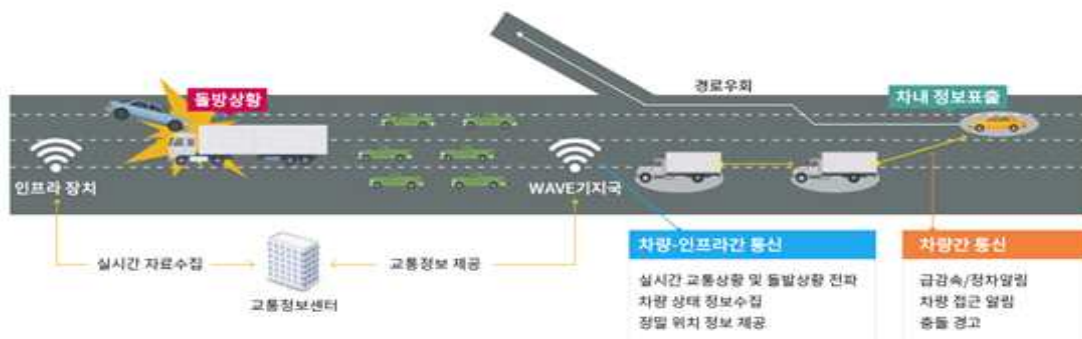 경로우회
돌방상황
차내 정보표출
인프라 장치
WAVE기지국
실시간 자료수집
교통정보 제공
교통정보센터
차량-인프라간 통신
실시간 교통상황 및 돌발상황 전파
차량 상태 정보수집
정밀 위치 정보 제공
차량간 통신
급감속/정차알림
차량 접근 알림
충돌 경고